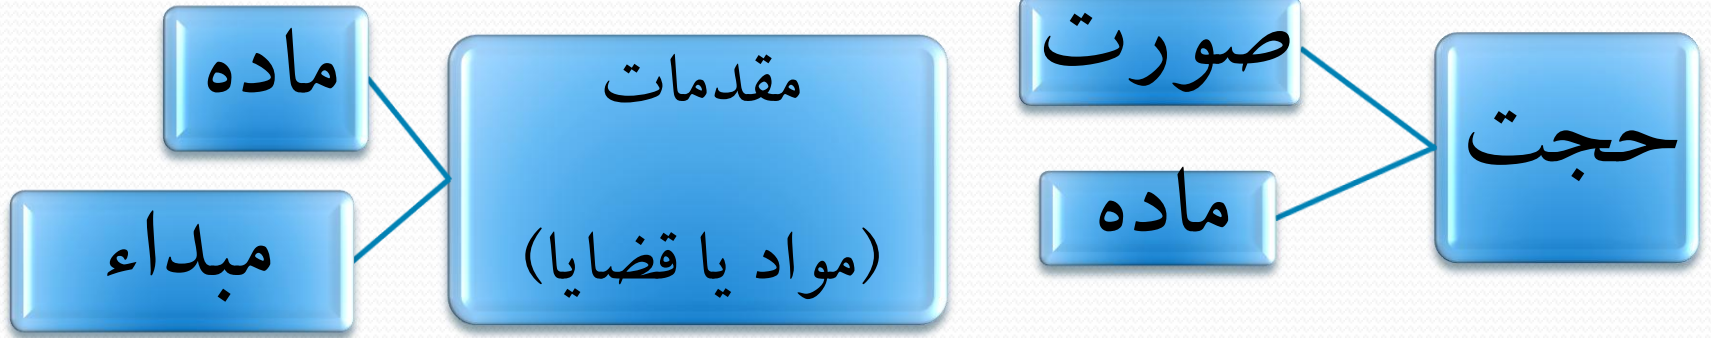 حجت
صورت
ماده
مقدمات
(مواد یا قضایا)
ماده
مبداء